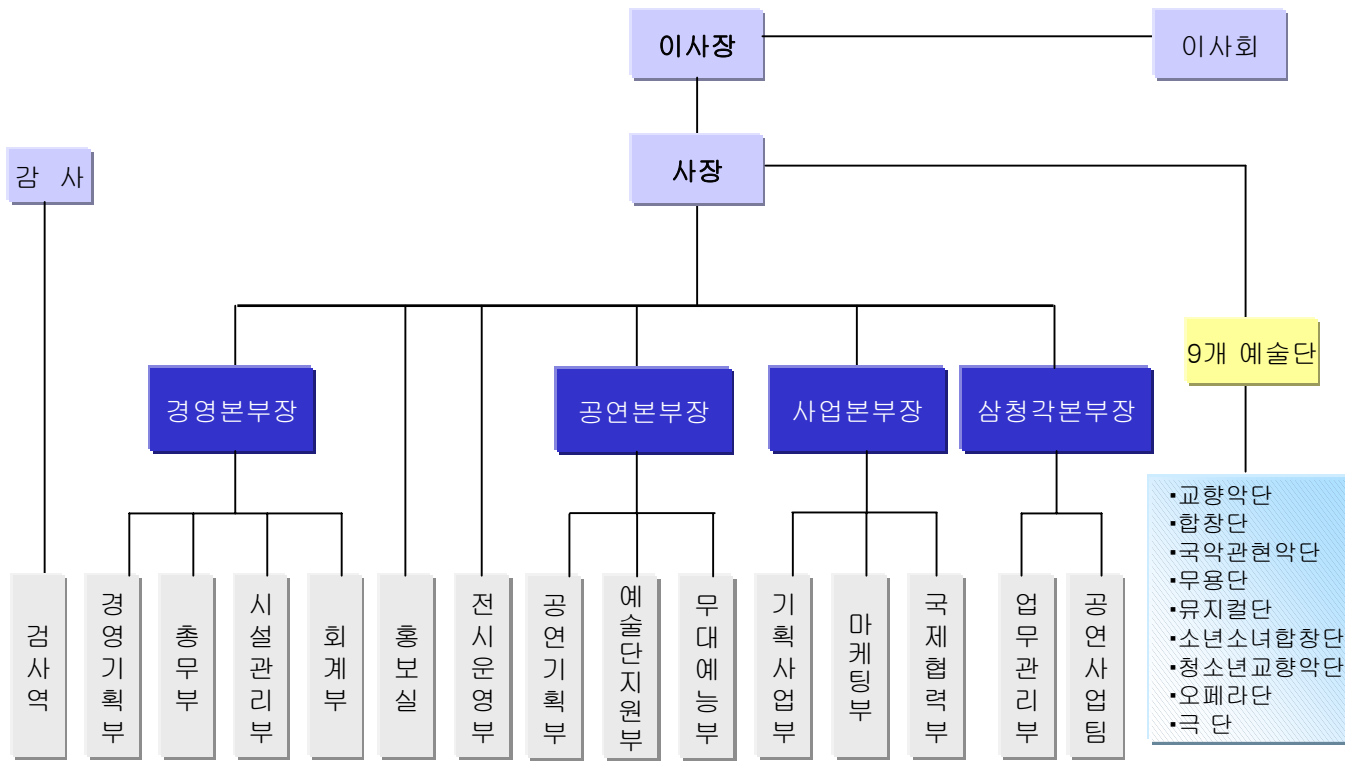 이사장
이사회
감 사
사장
9개 예술단
경영본부장
공연본부장
사업본부장
삼청각본부장
▪교향악단
▪합창단
▪국악관현악단
▪무용단
▪뮤지컬단
▪소년소녀합창단
▪청소년교향악단
▪오페라단
▪극 단
검사역
경영기획부
총무부
시설관리부
회계부
홍보실
전시운영부
공연기획부
예술단지원부
무대예능부
기획사업부
마케팅부
국제협력부
업무관리부
공연사업팀